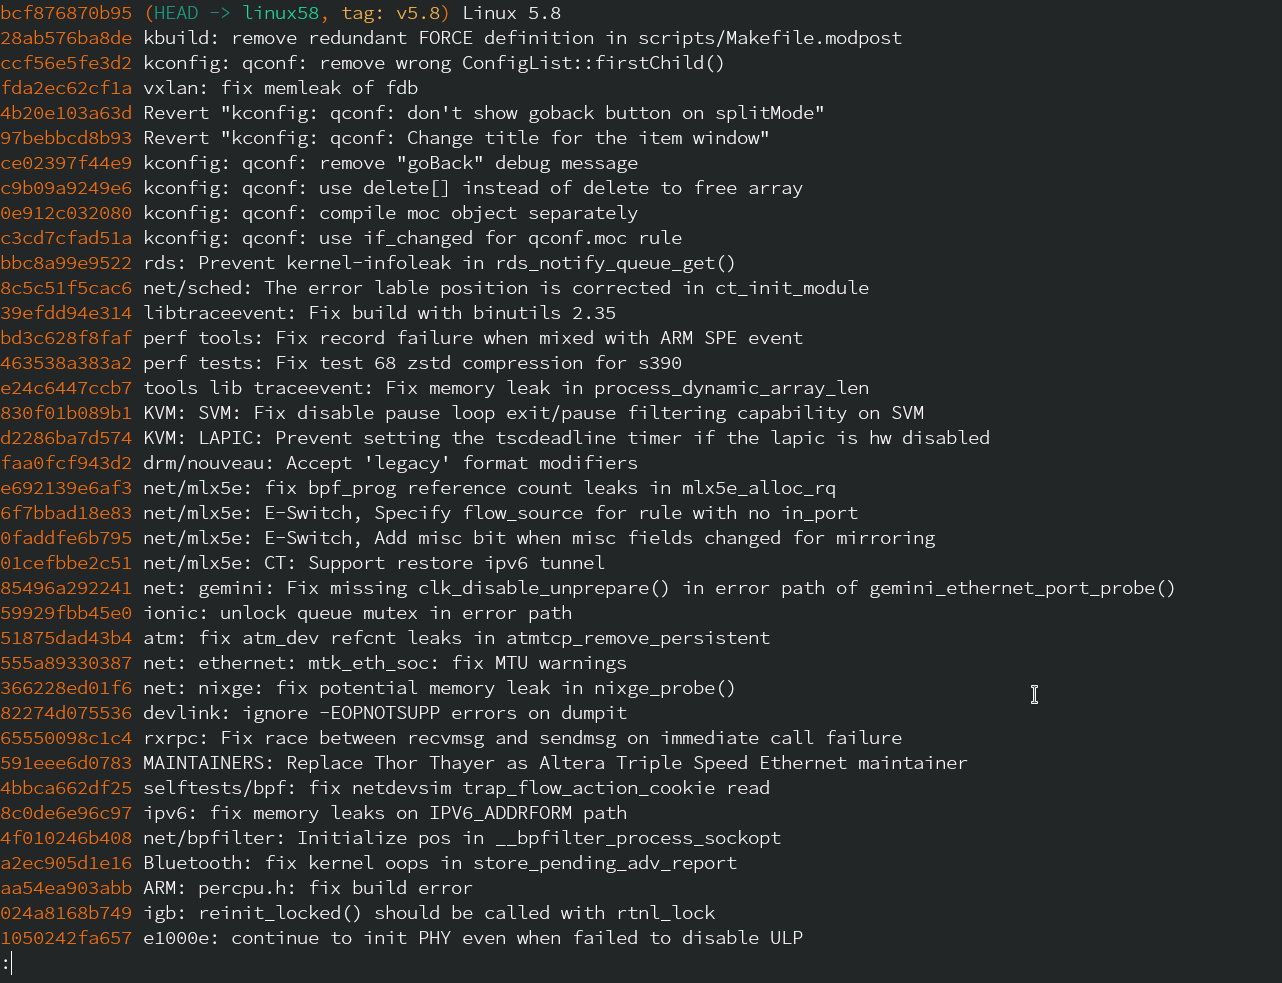 bcf876870b95 (HEAD -> linux58, tag: v5.8) Linux 5.8
28ab576ba8de kbuild: remove redundant FORCE definition in scripts/Makefile.modpost
ccf56e5fe3d2 kconfig: qconf: remove wrong ConfigList::firstChild()
fda2ec62cf1a vxlan: fix memleak of fdb
4b20e103a63d Revert "kconfig: qconf: don't show goback button on splitMode"
97bebbcd8b93 Revert "kconfig: qconf: Change title for the item window"
ce02397f44e9 kconfig: qconf: remove "goBack" debug message
c9b09a9249e6 kconfig: qconf: use delete[] instead of delete to free array
0e912c032080 kconfig: qconf: compile moc object separately
c3cd7cfad51a kconfig: qconf: use if_changed for qconf.moc rule
bbc8a99e9522 rds: Prevent kernel-infoleak in rds_notify_queue_get()
8c5c51f5cac6 net/sched: The error lable position is corrected in ct_init_module
39efdd94e314 libtraceevent: Fix build with binutils 2.35
bd3c628f8faf perf tools: Fix record failure when mixed with ARM SPE event
463538a383a2 perf tests: Fix test 68 zstd compression for s390
e24c6447ccb7 tools lib traceevent: Fix memory leak in process_dynamic_array_len
830f01b089b1 KVM: SVM: Fix disable pause loop exit/pause filtering capability on SVM
d2286ba7d574 KVM: LAPIC: Prevent setting the tscdeadline timer if the lapic is hw disabled
faa0fcf943d2 drm/nouveau: Accept 'legacy' format modifiers
e692139e6af3 net/mlx5e: fix bpf_prog reference count leaks in mlx5e_alloc_rq
6f7bbad18e83 net/mlx5e: E-Switch, Specify flow_source for rule with no in_port
0faddfe6b795 net/mlx5e: E-Switch, Add misc bit when misc fields changed for mirroring
01cefbbe2c51 net/mlx5e: CT: Support restore ipv6 tunnel
85496a292241 net: gemini: Fix missing clk_disable_unprepare() in error path of gemini_ethernet_port_probe()
59929fbb45e0 ionic: unlock queue mutex in error path
51875dad43b4 atm: fix atm_dev refcnt leaks in atmtcp_remove_persistent
555a89330387 net: ethernet: mtk_eth_soc: fix MTU warnings
366228ed01f6 net: nixge: fix potential memory leak in nixge_probe()
82274d075536 devlink: ignore -EOPNOTSUPP errors on dumpit
65550098c1c4 rxrpc: Fix race between recvmsg and sendmsg on immediate call failure
591eee6d0783 MAINTAINERS: Replace Thor Thayer as Altera Triple Speed Ethernet maintainer
4bbca662df25 selftests/bpf: fix netdevsim trap_flow_action_cookie read
8c0de6e96c97 ipv6: fix memory leaks on IPV6_ADDRFORM path
4f010246b408 net/bpfilter: Initialize pos in __bpfilter_process_sockopt
a2ec905d1e16 Bluetooth: fix kernel oops in store_pending_adv_report
aa54ea903abb ARM: percpu.h: fix build error
024a8168b749 igb: reinit_locked() should be called with rtnl_lock
1050242fa657 e1000e: continue to init PHY even when failed to disable ULP
: